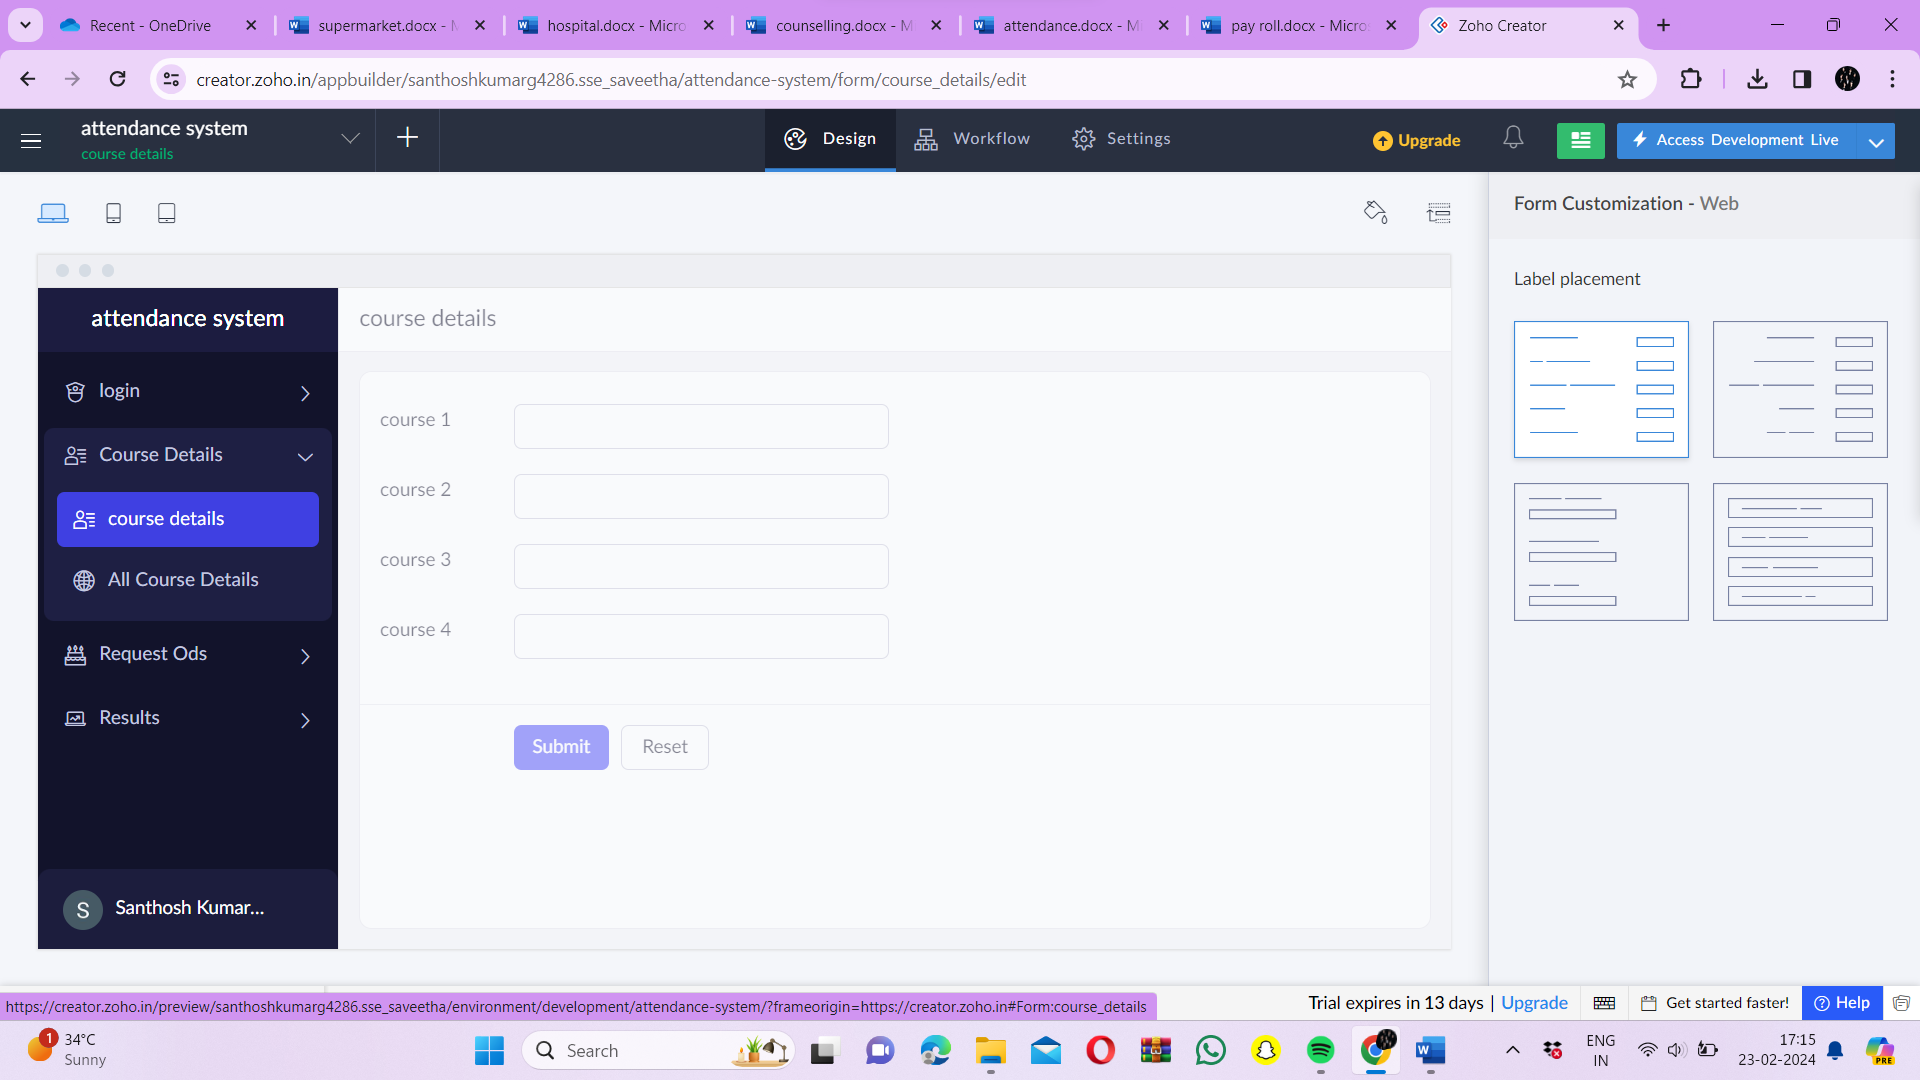 Recent - OneDrive
supermarket.docx - M
hospital.docx - Micro
counselling.docx - M
attendance.docx - Mi
pay roll.docx - Micros
Zoho Creator
creator.zoho.in/appbuilder/santhoshkumarg4286.sse_saveetha/attendance-system/form/course_details/edit
attendance system
course details
Design
Workflow
Settings
Upgrade
Access Development Live
Form Customization - Web
Label placement
attendance system
login
Course Details
course details
All Course Details
Request Ods
Results
S
Santhosh Kumar...
course details
course 1
course 2
course 3
course 4
Submit
Reset
https://creator.zoho.in/preview/santhoshkumarg4286.sse_saveetha/environment/development/attendance-system/?frameorigin=https://creator.zoho.in#Form:course_details
Trial expires in 13 days | Upgrade
Get started faster!
Help
1
34°C
Sunny
Search
ENG
IN
17:15
23-02-2024
PRE